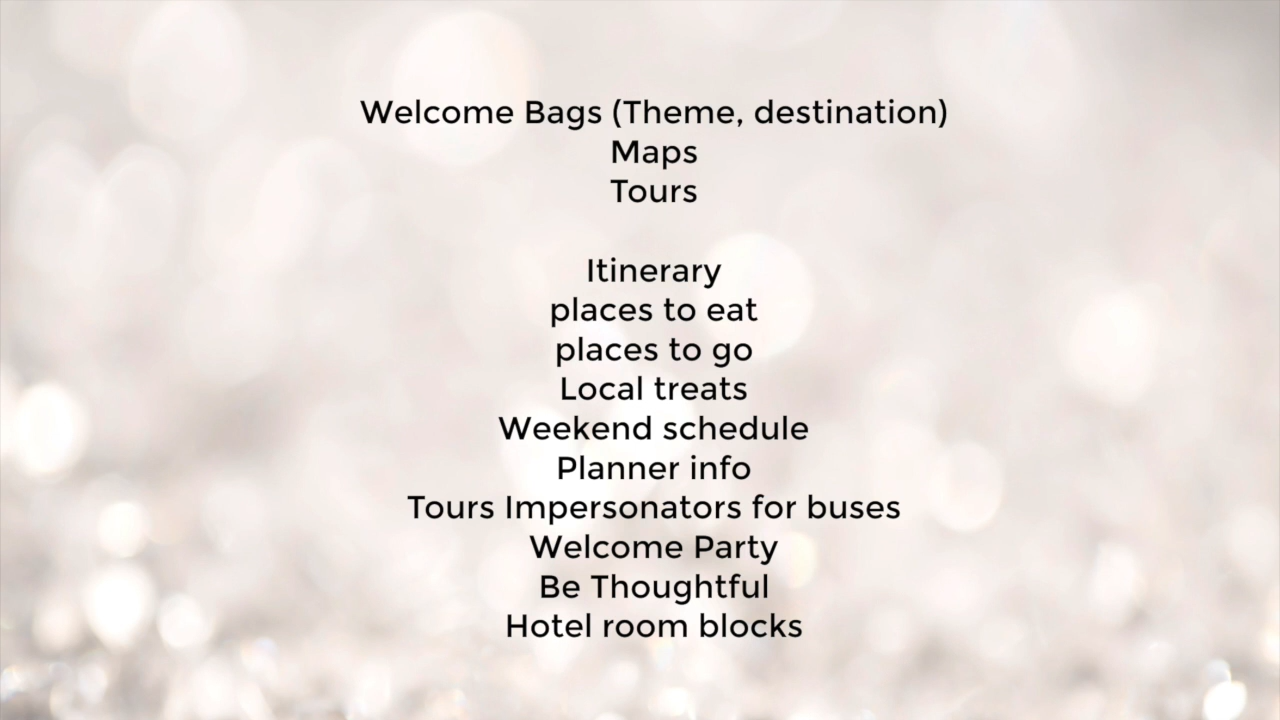 Welcome Bags (Theme, destination)
Maps
Tours
Itinerary
places to eat
places to go
Local treats
Weekend schedule
Planner info
Tours Impersonators for buses
Welcome Party
Be Thoughtful
Hotel room blocks